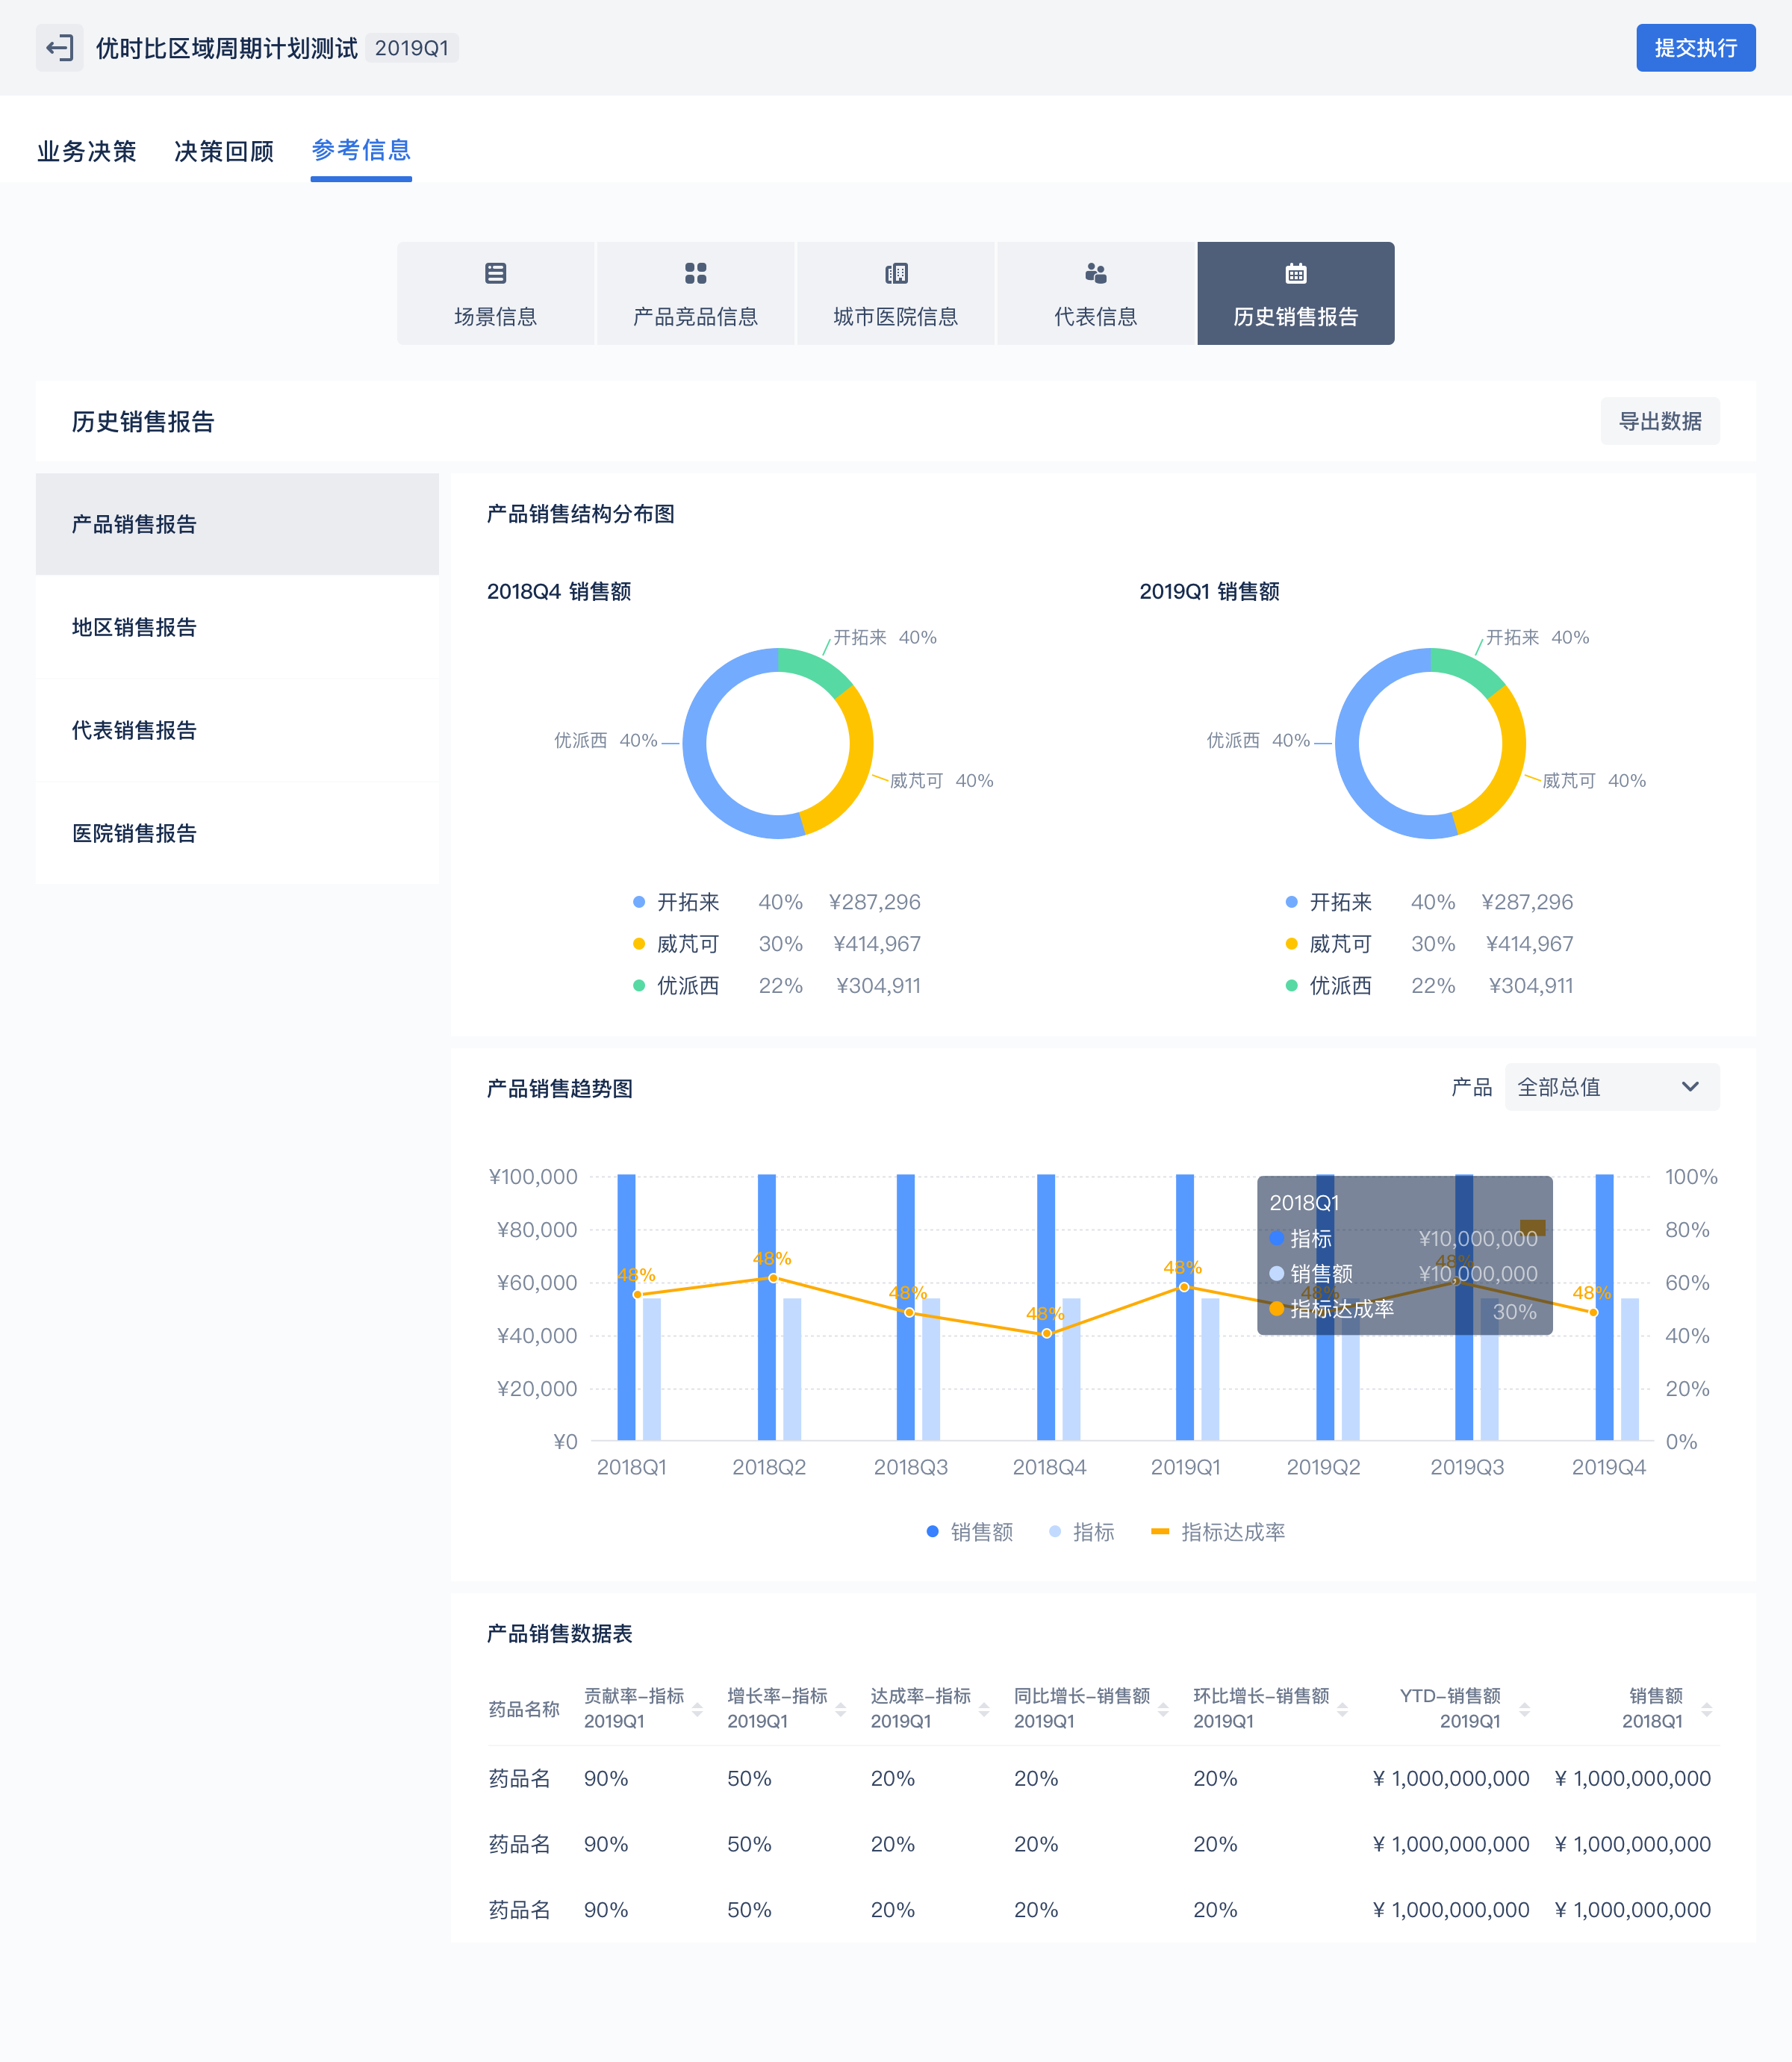 优时比区域周期计划测试 2019Q1
提交执行
业务决策 决策回顾 参考信息
场景信息 产品竞品信息 城市医院信息 代表信息 历史销售报告
历史销售报告
导出数据
产品销售报告
地区销售报告
代表销售报告
医院销售报告
产品销售结构分布图
2018Q4 销售额
开拓来 40%
优派西 40%
威芃可 40%
开拓来 40% ¥287,296
威芃可 30% ¥414,967
优派西 22% ¥304,911
2019Q1 销售额
开拓来 40%
优派西 40%
威芃可 40%
开拓来 40% ¥287,296
威芃可 30% ¥414,967
优派西 22% ¥304,911
产品销售趋势图
产品 全部总值
¥100,000
¥80,000
¥60,000
¥40,000
¥20,000
¥0
100%
80%
60%
40%
20%
0%
48% 48% 48% 48% 48% 48% 48% 48%
2018Q1
指标 ¥10,000,000
销售额 ¥10,000,000
指标达成率 30%
2018Q1 2018Q2 2018Q3 2018Q4 2019Q1 2019Q2 2019Q3 2019Q4
销售额 指标 指标达成率
产品销售数据表
药品名称
贡献率-指标
2019Q1
增长率-指标
2019Q1
达成率-指标
2019Q1
同比增长-销售额
2019Q1
环比增长-销售额
2019Q1
YTD-销售额
2019Q1
销售额
2018Q1
药品名 90% 50% 20% 20% 20% ¥ 1,000,000,000 ¥ 1,000,000,000
药品名 90% 50% 20% 20% 20% ¥ 1,000,000,000 ¥ 1,000,000,000
药品名 90% 50% 20% 20% 20% ¥ 1,000,000,000 ¥ 1,000,000,000